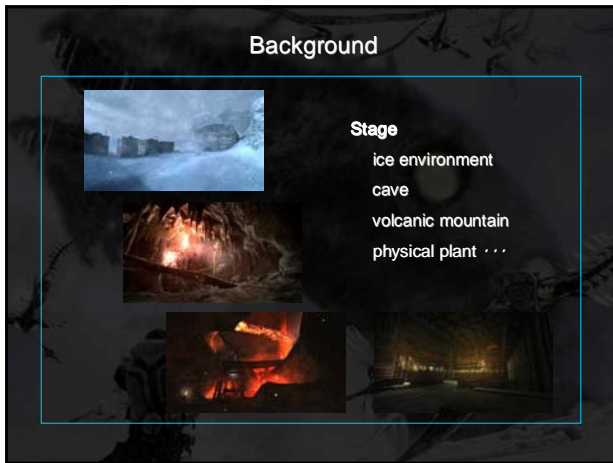 Background
Stage
ice environment
cave
volcanic mountain
physical plant ･･･